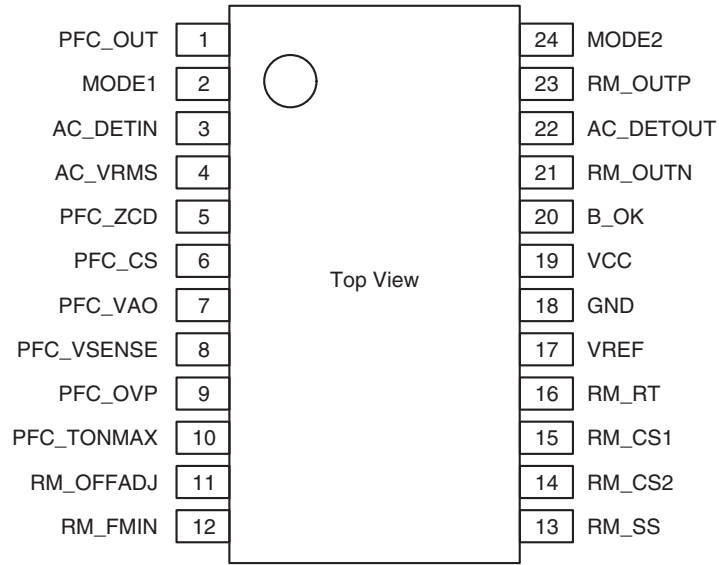 PFC_OUT 1 24 MODE2
MODE1 2 23 RM_OUTP
AC_DETIN 3 22 AC_DETOUT
AC_VRMS 4 21 RM_OUTN
PFC_ZCD 5 20 B_OK
PFC_CS 6 19 VCC
Top View
PFC_VAO 7 18 GND
PFC_VSENSE 8 17 VREF
PFC_OVP 9 16 RM_RT
PFC_TONMAX 10 15 RM_CS1
RM_OFFADJ 11 14 RM_CS2
RM_FMIN 12 13 RM_SS